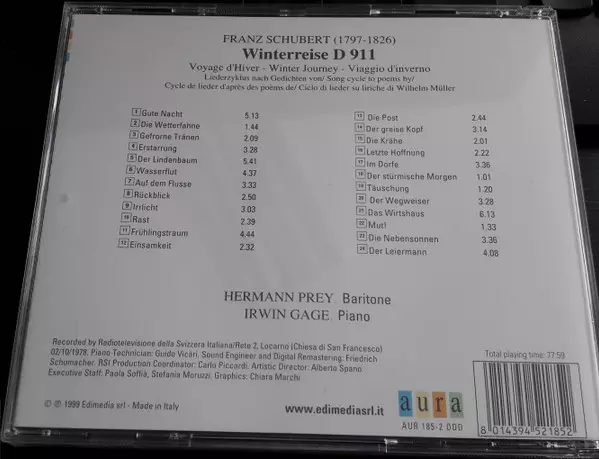 FRANZ SCHUBERT (1797-1826)
Winterreise D 911
Voyage d'Hiver - Winter Journey - Viaggio d'inverno
Liederzyklus nach Gedichten von/ Song cycle to poems by/
Cycle de lieder d'après des poèms de/ Ciclo di lieder su liriche di Wilhelm Müller
1 Gute Nacht 5.13
2 Die Wetterfahne 1.44
3 Gefrorne Tränen 2.09
4 Erstarrung 3.28
5 Der Lindenbaum 5.41
6 Wasserflut 4.37
7 Auf dem Flusse 3.33
8 Rückblick 2.50
9 Irrlicht 3.03
10 Rast 2.39
11 Frühlingstraum 4.44
12 Einsamkeit 2.32
13 Die Post 2.44
14 Der greise Kopf 3.14
15 Die Krähe 2.01
16 Letzte Hoffnung 2.22
17 Im Dorfe 3.36
18 Der stürmische Morgen 1.01
19 Täuschung 1.20
20 Der Wegweiser 3.28
21 Das Wirtshaus 6.13
22 Mut! 1.33
23 Die Nebensonnen 3.36
24 Der Leiermann 4.08
HERMANN PREY, Baritone
IRWIN GAGE, Piano
Recorded by Radiotelevisione della Svizzera Italiana/Rete 2, Locarno (Chiesa di San Francesco)
02/10/1978. Piano-Technician: Guido Vicari, Sound Engineer and Digital Remastering: Friedrich
Schumacher. RSI Production Coordinator: Carlo Piccardi. Artistic Director: Alberto Spano
Executive Staff: Paola Soffià, Stefania Moruzzi. Graphics: Chiara Marchi
Total playing time: 77:59
© ℗ 1999 Edimedia srl - Made in Italy
www.edimediasrl.it
aura
AUR 185-2 ODD
8 014394 521852